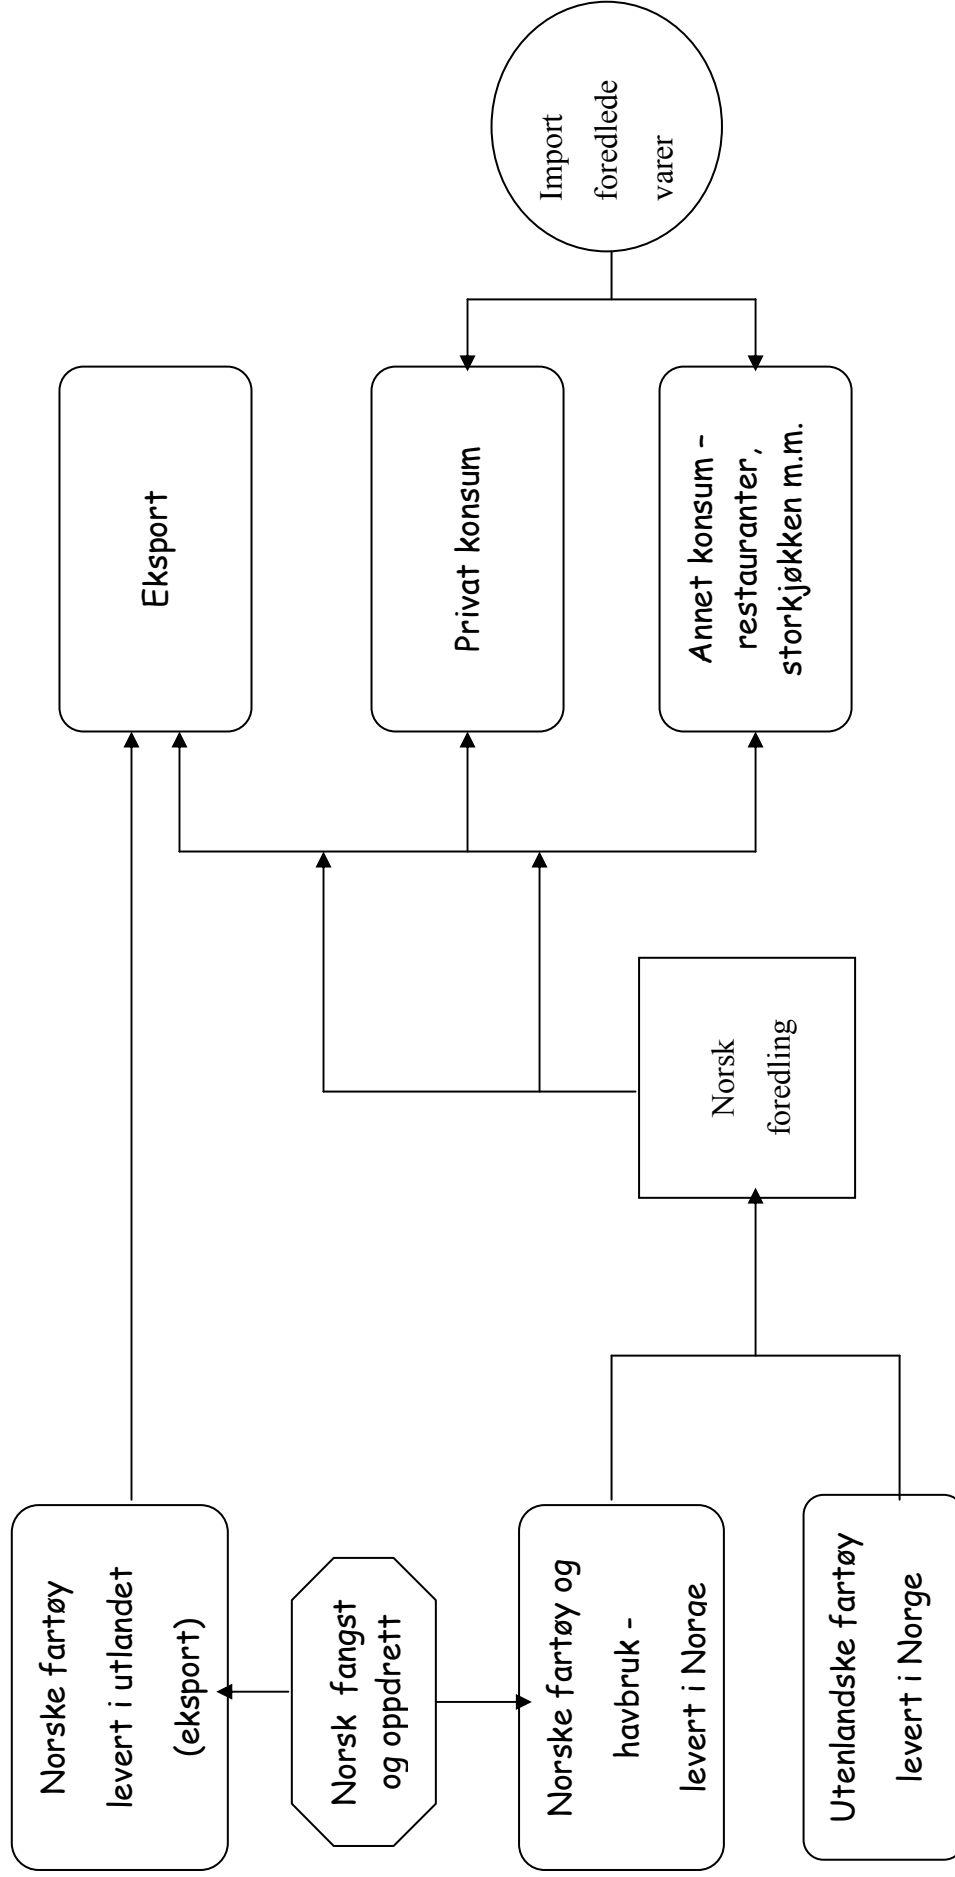 Norske fartøy
levert i utlandet
(eksport)
Norsk fangst
og oppdrett
Norske fartøy og
havbruk -
levert i Norae
Utenlandske fartøy
levert i Norge
Norsk
foredling
Eksport
Privat konsum
Annet konsum -
restauranter,
storkjøkken m.m.
Import
foredlede
varer